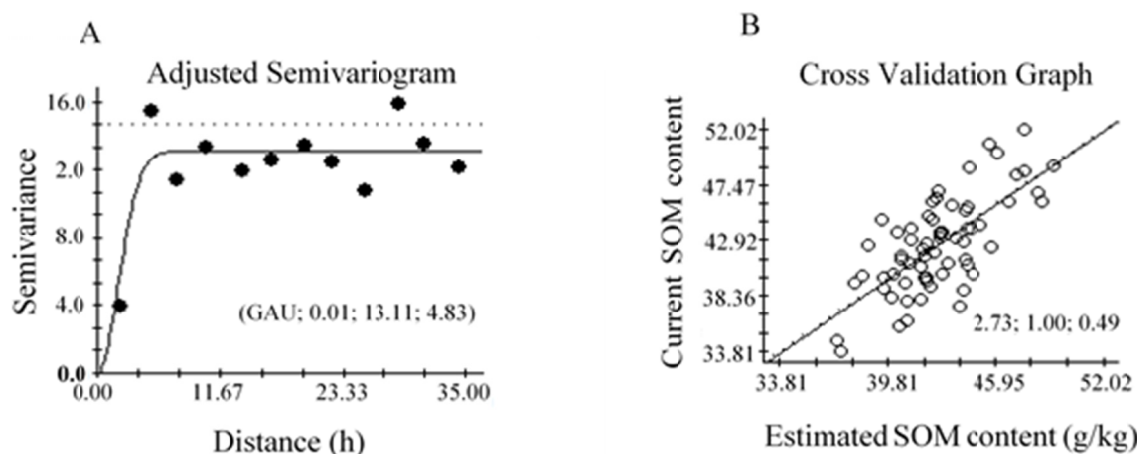 A
Adjusted Semivariogram
Semivariance
16.0
2.0
8.0
4.0
0.0
(GAU; 0.01; 13.11; 4.83)
0.00 11.67 23.33 35.00
Distance (h)
B
Cross Validation Graph
Current SOM content
52.02
47.47
42.92
38.36
33.81
2.73; 1.00; 0.49
33.81 39.81 45.95 52.02
Estimated SOM content (g/kg)